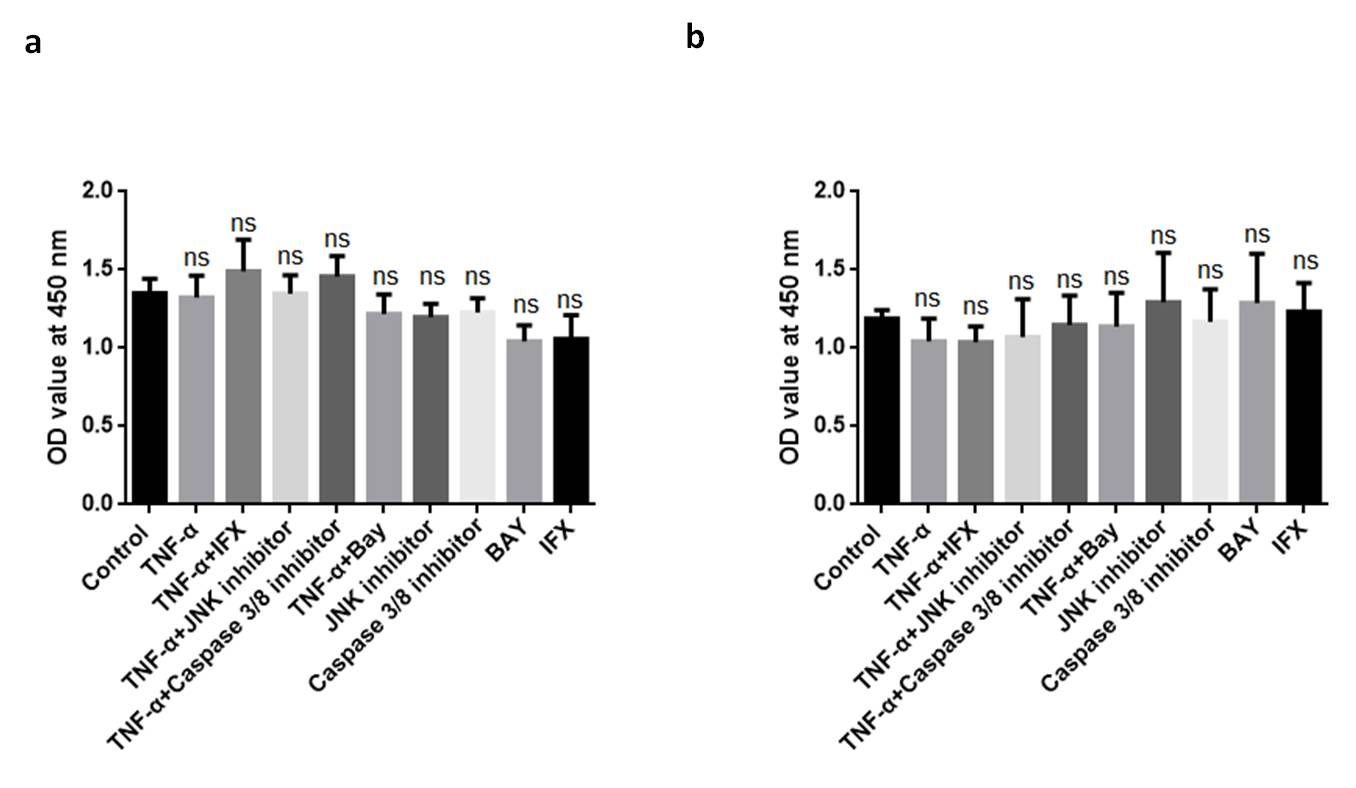 a
OD value at 450 nm
2.0
1.5
1.0
0.5
0.0
ns
ns
ns
ns
ns
ns
ns
ns
ns
Control
TNF-α
TNF-α+IFX
TNF-α+JNK inhibitor
TNF-α+Caspase 3/8 inhibitor
TNF-α+Bay
JNK inhibitor
Caspase 3/8 inhibitor
BAY
IFX
b
OD value at 450 nm
2.0
1.5
1.0
0.5
0.0
ns
ns
ns
ns
ns
ns
ns
ns
ns
Control
TNF-α
TNF-α+IFX
TNF-α+JNK inhibitor
TNF-α+Caspase 3/8 inhibitor
TNF-α+Bay
JNK inhibitor
Caspase 3/8 inhibitor
BAY
IFX